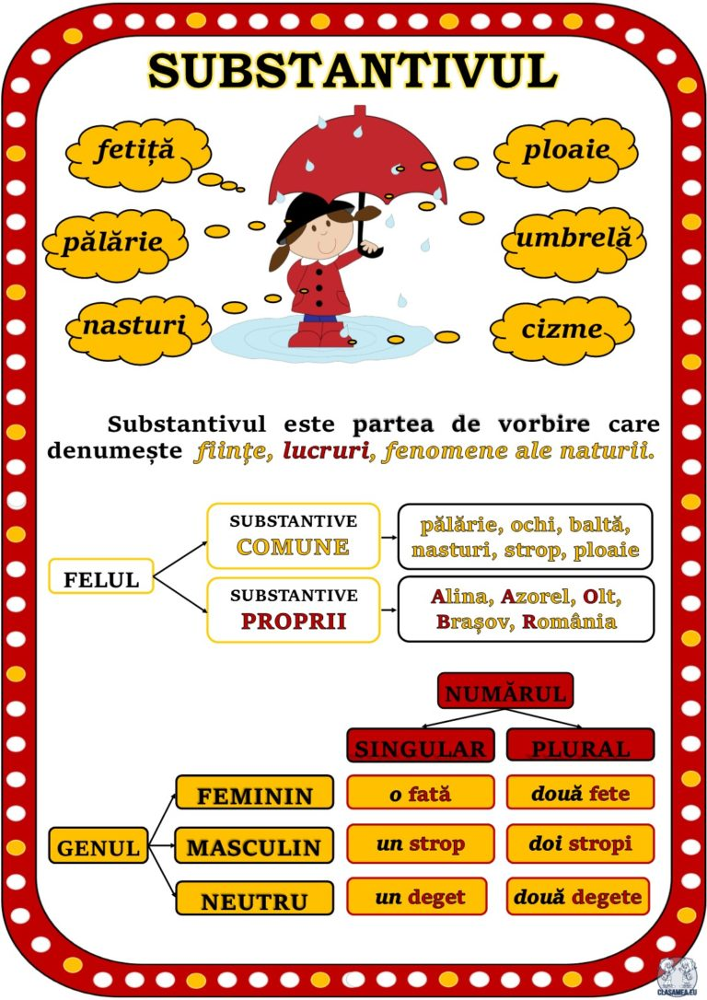 SUBSTANTIVUL
fetiță
ploaie
pălărie
umbrelă
nasturi
cizme
Substantivul este partea de vorbire care
denumește ființe, lucruri, fenomene ale naturii.
FELUL
SUBSTANTIVE
COMUNE
pălărie, ochi, baltă,
nasturi, strop, ploaie
SUBSTANTIVE
PROPRII
Alina, Azorel, Olt,
Brașov, România
NUMĂRUL
SINGULAR PLURAL
GENUL
FEMININ o fată două fete
MASCULIN un strop doi stropi
NEUTRU un deget două degete
CLASAMEA.EU